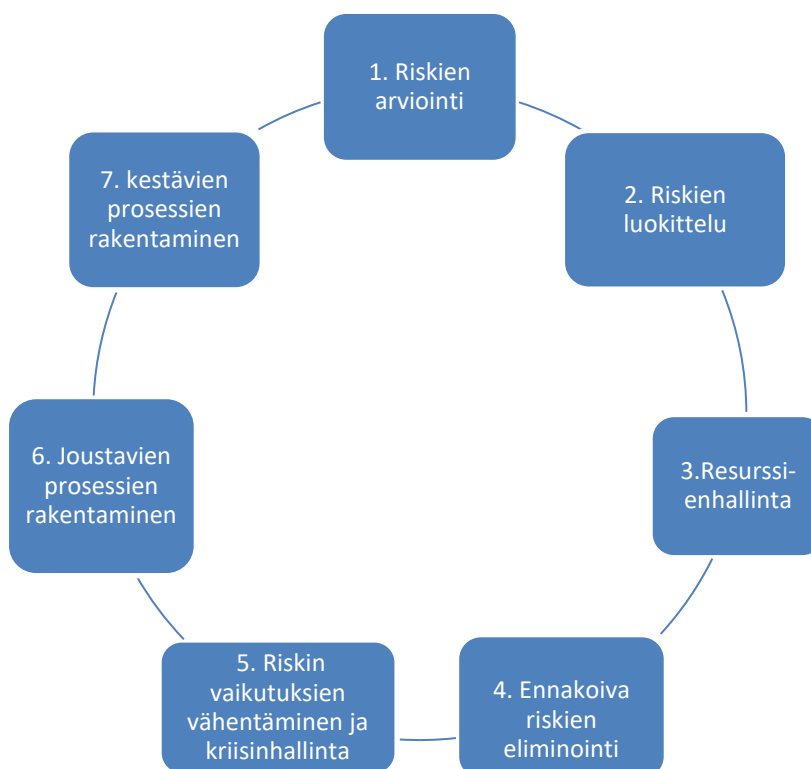 1. Riskien
arviointi
2. Riskien
luokittelu
3.Resurssi-
enhallinta
4. Ennakoiva
riskien
eliminointi
5. Riskin
vaikutuksien
vähentäminen ja
kriisinhallinta
6. Joustavien
prosessien
rakentaminen
7. kestävien
prosessien
rakentaminen